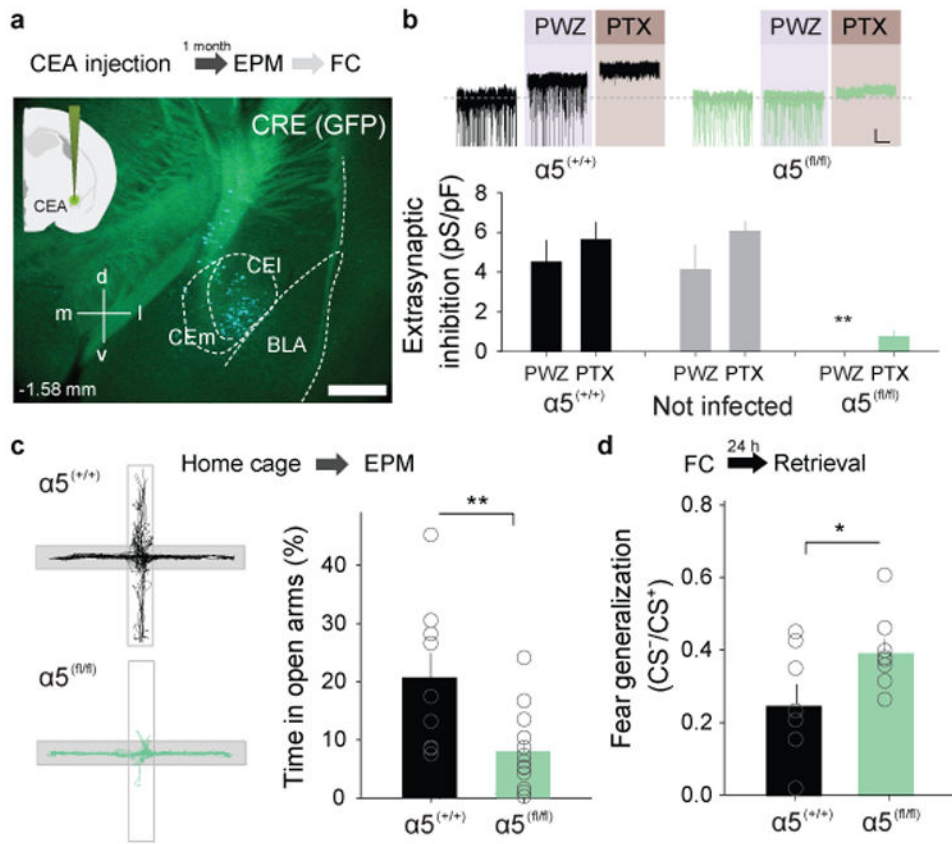 a
CEA injection 1 month EPM FC
CRE (GFP)
CEA
d
m l
v
CEl
CEm
BLA
-1.58 mm
b
PWZ PTX PWZ PTX
α5(+/+) α5(fl/fl)
Extrasynaptic
inhibition (pS/pF)
8
6
4
2
0
**
PWZ PTX PWZ PTX PWZ PTX
α5(+/+) Not infected α5(fl/fl)
c
Home cage EPM
α5(+/+)
α5(fl/fl)
Time in open arms (%)
40
30
20
10
0
**
α5(+/+) α5(fl/fl)
d
FC 24 h Retrieval
Fear generalization
(CS⁻/CS⁺)
0.8
0.6
0.4
0.2
0.0
*
α5(+/+) α5(fl/fl)